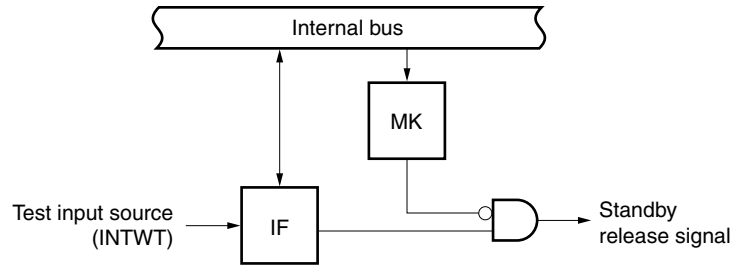 Internal bus
MK
Test input source
(INTWT)
IF
Standby
release signal